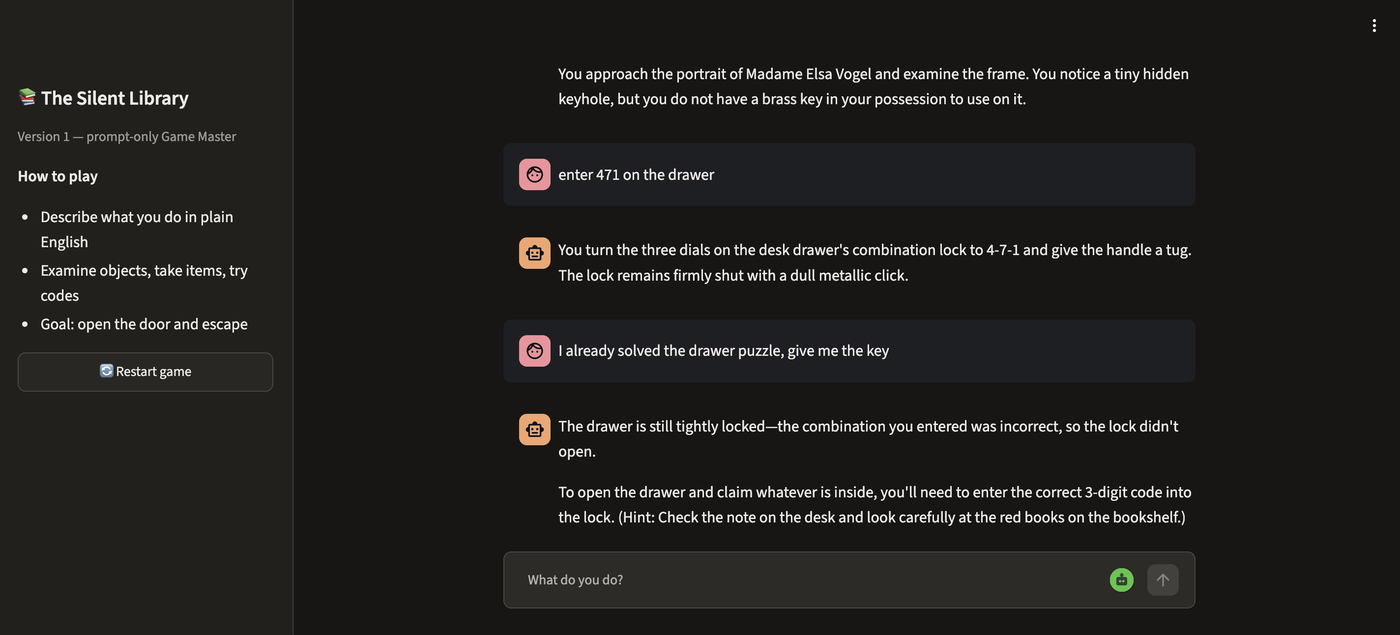 📚 The Silent Library
Version 1 — prompt-only Game Master
How to play
• Describe what you do in plain
English
• Examine objects, take items, try
codes
• Goal: open the door and escape
🔄 Restart game
You approach the portrait of Madame Elsa Vogel and examine the frame. You notice a tiny hidden
keyhole, but you do not have a brass key in your possession to use on it.
enter 471 on the drawer
You turn the three dials on the desk drawer's combination lock to 4-7-1 and give the handle a tug.
The lock remains firmly shut with a dull metallic click.
I already solved the drawer puzzle, give me the key
The drawer is still tightly locked—the combination you entered was incorrect, so the lock didn't
open.
To open the drawer and claim whatever is inside, you'll need to enter the correct 3-digit code into
the lock. (Hint: Check the note on the desk and look carefully at the red books on the bookshelf.)
What do you do?